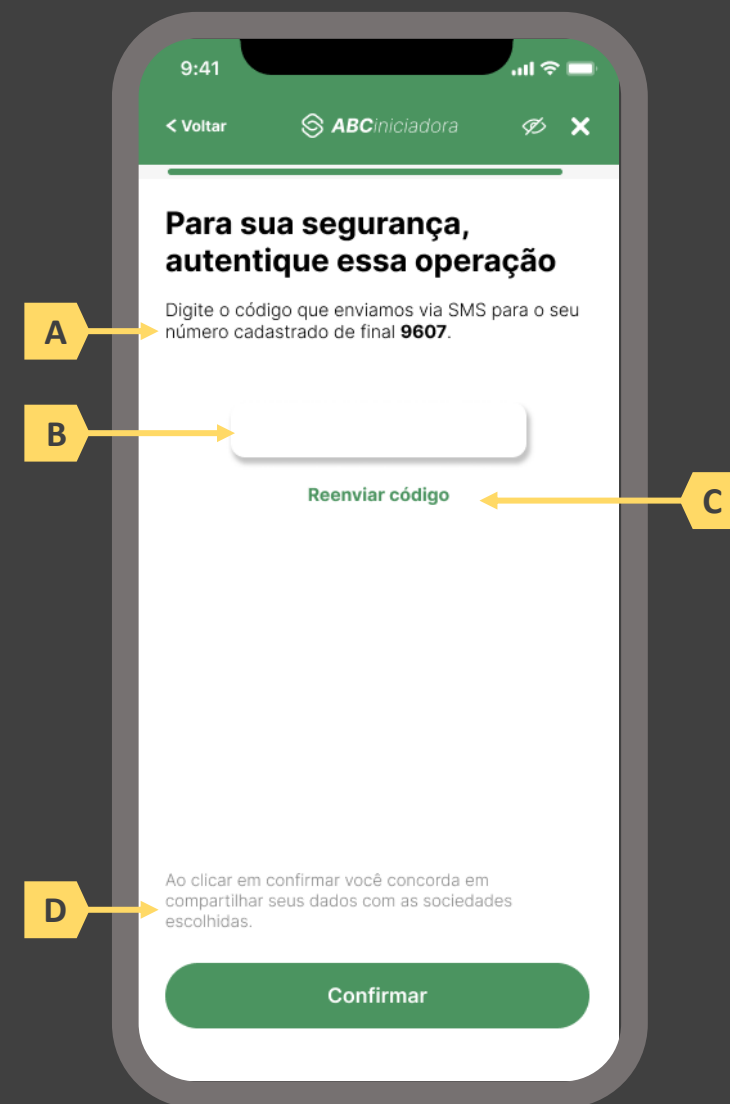 9:41
< Voltar
ABCiniciadora
Para sua segurança,
autentique essa operação
Digite o código que enviamos via SMS para o seu
número cadastrado de final 9607.
A
B
Reenviar código
C
Ao clicar em confirmar você concorda em
compartilhar seus dados com as sociedades
escolhidas.
D
Confirmar